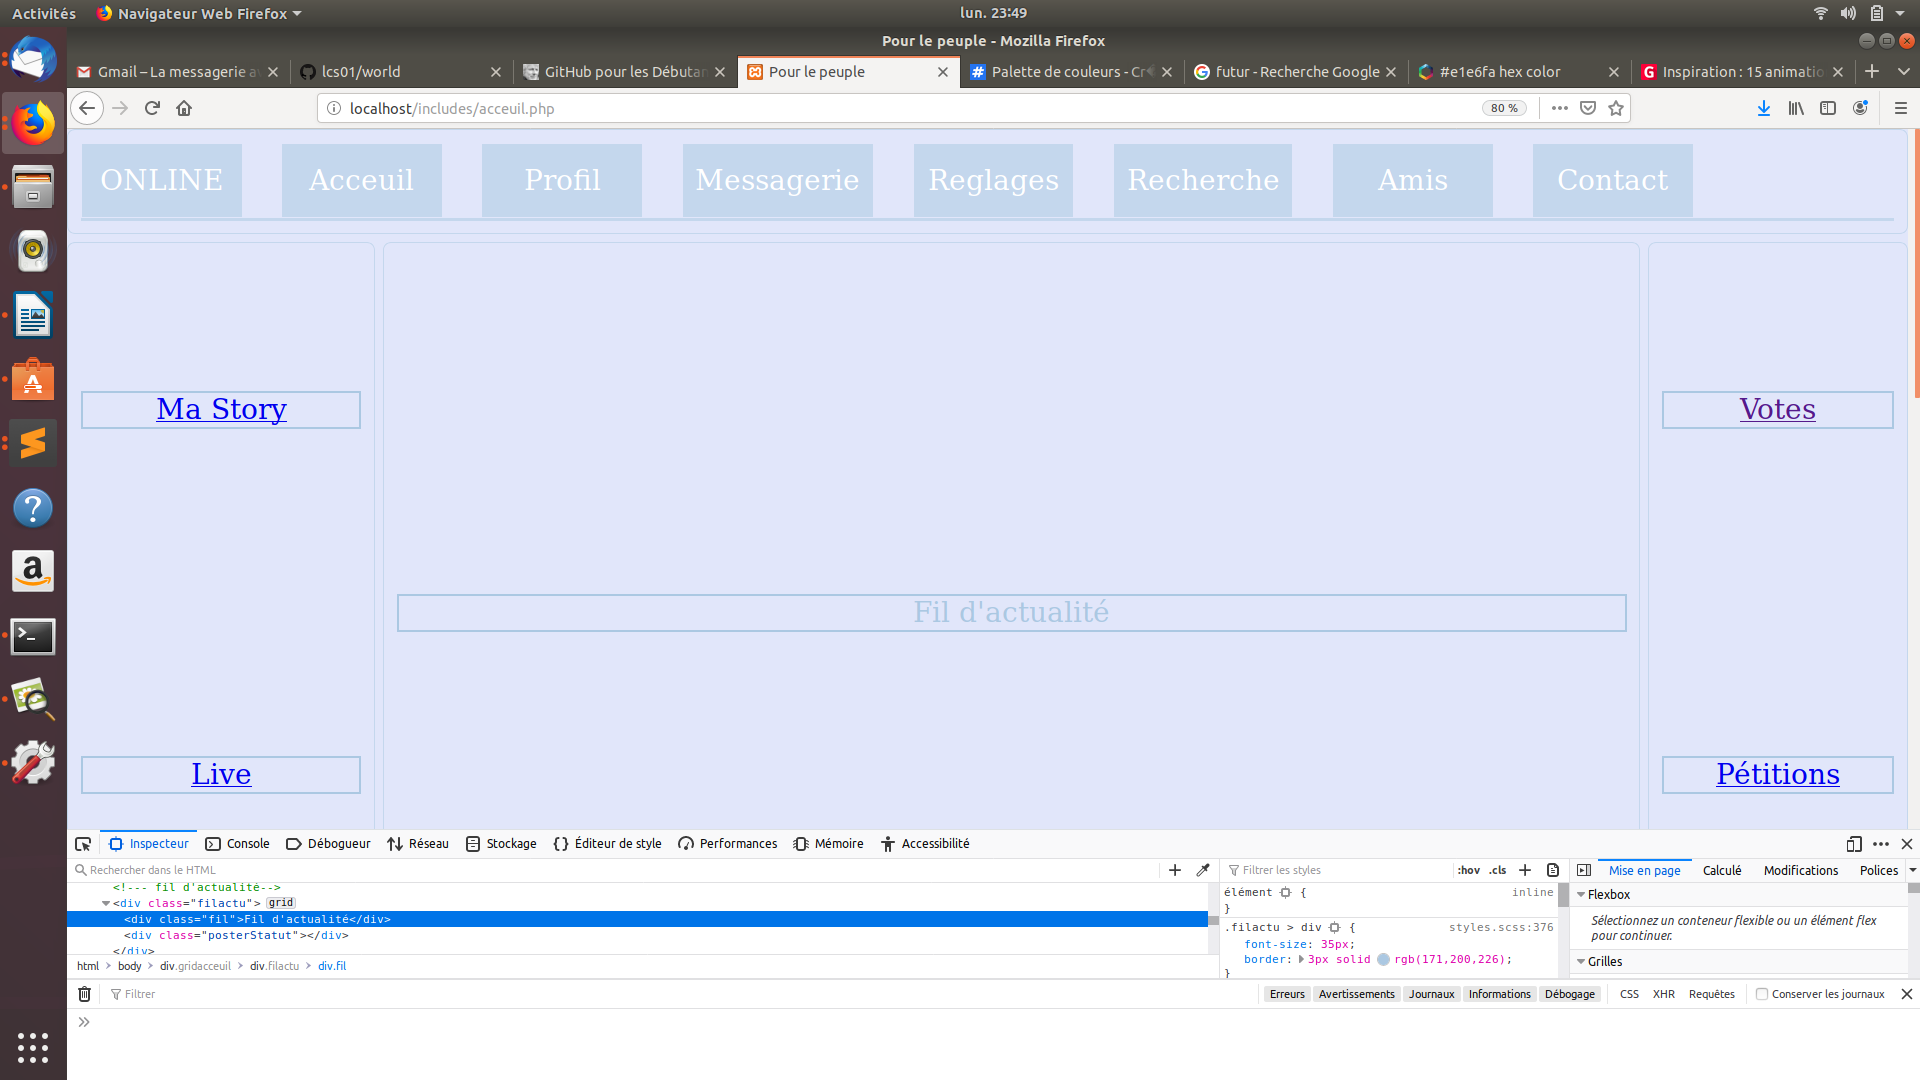 Activités Navigateur Web Firefox lun. 23:49
Pour le peuple - Mozilla Firefox
Gmail – La messagerie a lcs01/world GitHub pour les Débutan Pour le peuple Palette de couleurs - Cr futur - Recherche Google #e1e6fa hex color Inspiration : 15 animatio
localhost/includes/acceuil.php 80 %
ONLINE Acceuil Profil Messagerie Reglages Recherche Amis Contact
Ma Story Votes
Fil d'actualité
Live Pétitions
Inspecteur Console Débogueur Réseau Stockage Éditeur de style Performances Mémoire Accessibilité
Rechercher dans le HTML Filtrer les styles :hov .cls Mise en page Calculé Modifications Polices
<!--- fil d'actualité-->
<div class="filactu"> grid
<div class="fil">Fil d'actualité</div>
<div class="posterStatut"></div>
</div>
élément { inline
}
.filactu > div { styles.scss:376
font-size: 35px;
border: 3px solid rgb(171,200,226);
}
Flexbox
Sélectionnez un conteneur flexible ou un élément flex
pour continuer.
Grilles
html body div.gridacceuil div.filactu div.fil
Filtrer Erreurs Avertissements Journaux Informations Débogage CSS XHR Requêtes Conserver les journaux